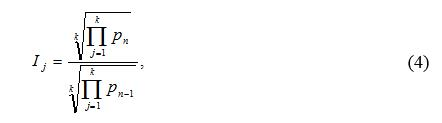 I_j = \frac{\sqrt[k]{\prod_{j=1}^{k} p_n}}{\sqrt[k]{\prod_{j=1}^{k} p_{n-1}}}, (4)